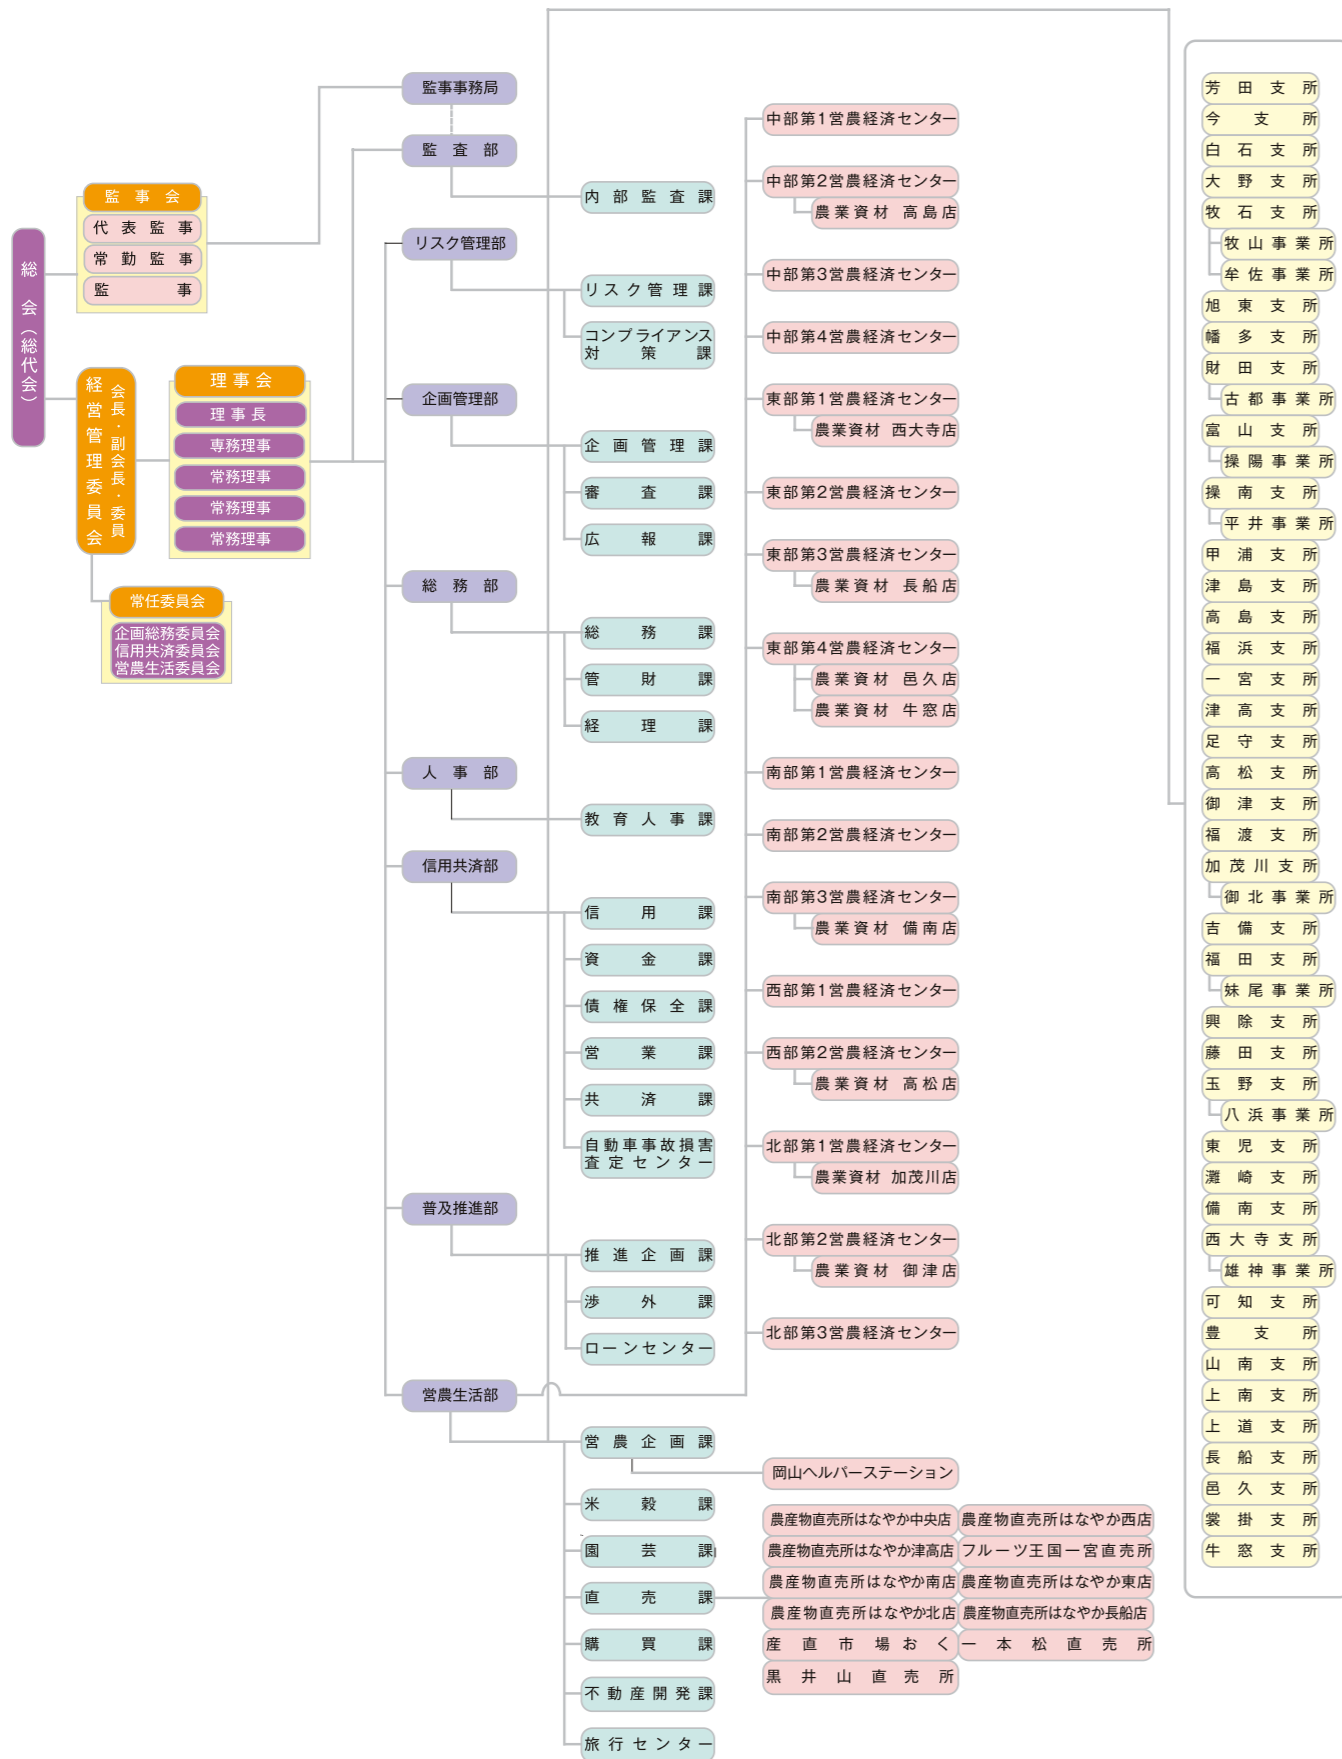 総会（総代会）
監事会
代表監事
常勤監事
監事
経営管理委員会
会長・副会長・委員
理事会
理事長
専務理事
常務理事
常務理事
常務理事
常任委員会
企画総務委員会
信用共済委員会
営農生活委員会
監事事務局
監査部
内部監査課
リスク管理部
リスク管理課
コンプライアンス
対策課
企画管理部
企画管理課
審査課
広報課
総務部
総務課
管財課
経理課
人事部
教育人事課
信用共済部
信用課
資金課
債権保全課
営業課
共済課
自動車事故損害
査定センター
普及推進部
推進企画課
渉外課
ローンセンター
営農生活部
営農企画課
米穀課
園芸課
直売課
購買課
不動産開発課
旅行センター
中部第1営農経済センター
中部第2営農経済センター
農業資材 高島店
中部第3営農経済センター
中部第4営農経済センター
東部第1営農経済センター
農業資材 西大寺店
東部第2営農経済センター
東部第3営農経済センター
農業資材 長船店
東部第4営農経済センター
農業資材 邑久店
農業資材 牛窓店
南部第1営農経済センター
南部第2営農経済センター
南部第3営農経済センター
農業資材 備南店
西部第1営農経済センター
西部第2営農経済センター
農業資材 高松店
北部第1営農経済センター
農業資材 加茂川店
北部第2営農経済センター
農業資材 御津店
北部第3営農経済センター
岡山ヘルパーステーション
農産物直売所はなやか中央店
農産物直売所はなやか西店
農産物直売所はなやか津高店
フルーツ王国一宮直売所
農産物直売所はなやか南店
農産物直売所はなやか東店
農産物直売所はなやか北店
農産物直売所はなやか長船店
産直市場おく
一本松直売所
黒井山直売所
芳田支所
今支所
白石支所
大野支所
牧石支所
牧山事業所
牟佐事業所
旭東支所
幡多支所
財田支所
古都事業所
富山支所
操陽事業所
操南支所
平井事業所
甲浦支所
津島支所
高島支所
福浜支所
一宮支所
津高支所
足守支所
高松支所
御津支所
福渡支所
加茂川支所
御北事業所
吉備支所
福田支所
妹尾事業所
興除支所
藤田支所
玉野支所
八浜事業所
東児支所
灘崎支所
備南支所
西大寺支所
雄神事業所
可知支所
豊支所
山南支所
上南支所
上道支所
長船支所
邑久支所
裳掛支所
牛窓支所